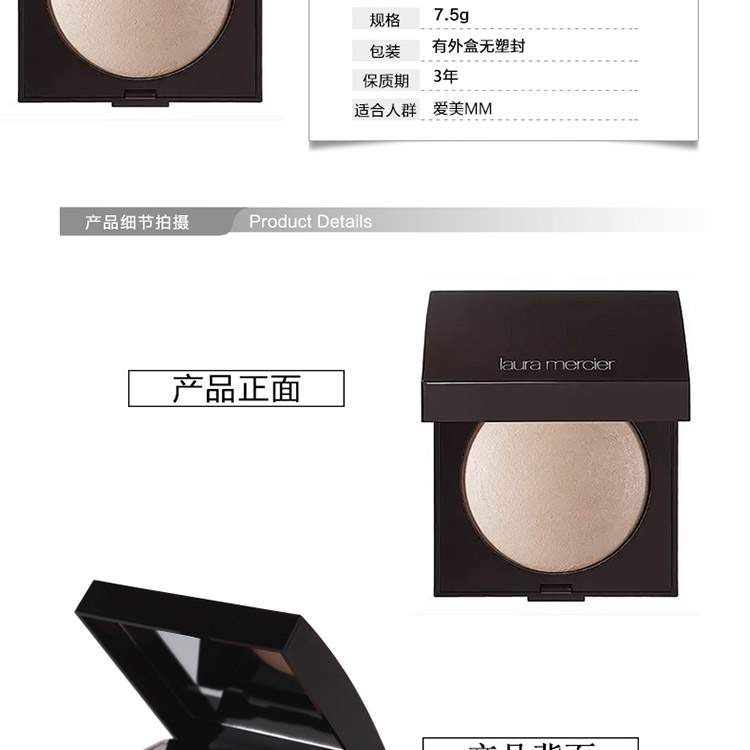 规格 7.5g
包装 有外盒无塑封
保质期 3年
适合人群 爱美MM
产品细节拍摄 Product Details
laura mercier
产品正面